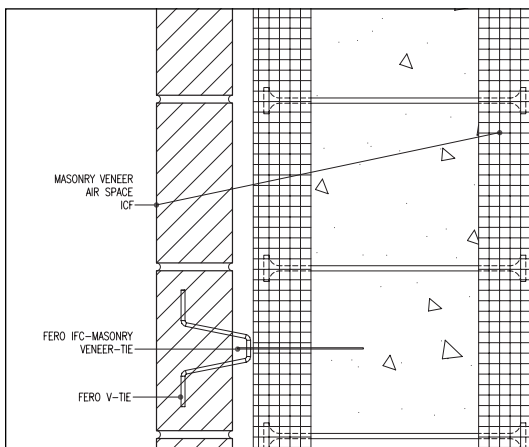 MASONRY VENEER
AIR SPACE
ICF
FERO IFC-MASONRY
VENEER-TIE
FERO V-TIE